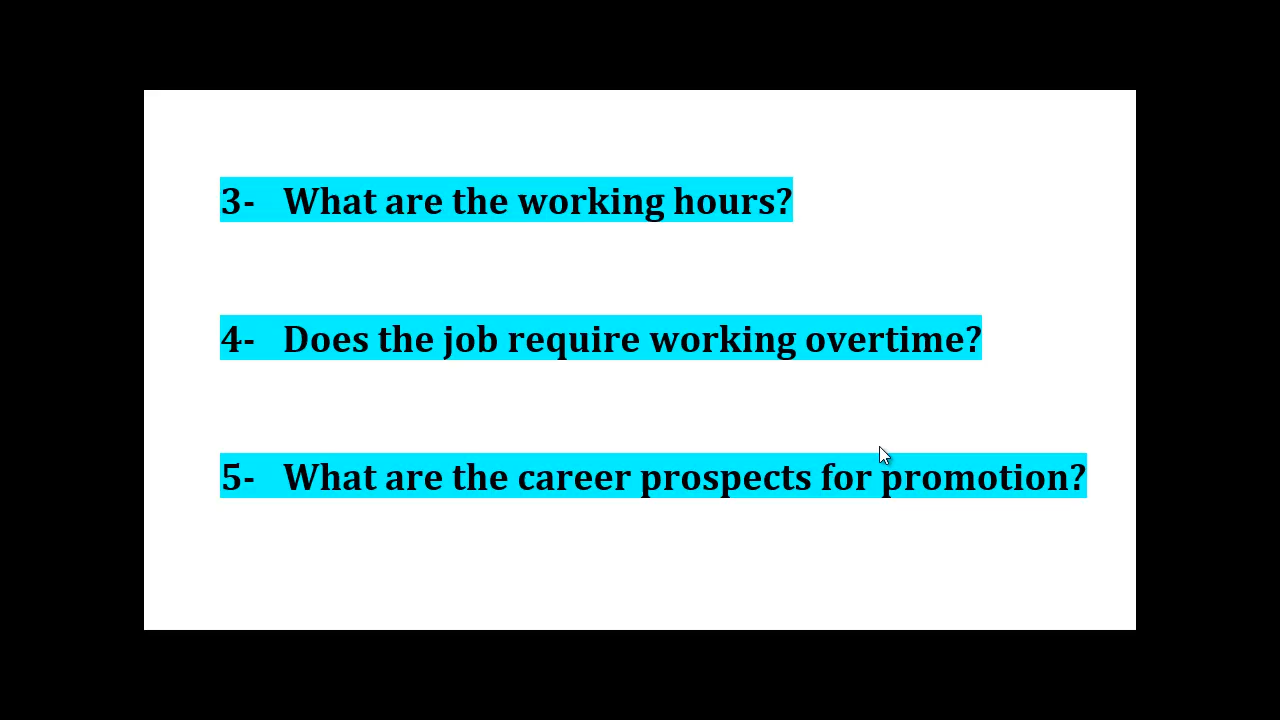 3- What are the working hours?
4- Does the job require working overtime?
5- What are the career prospects for promotion?